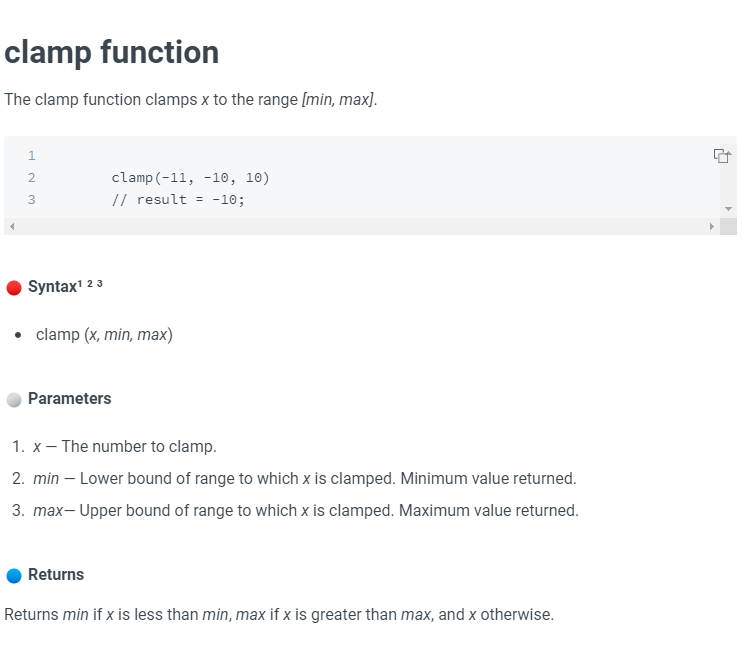 clamp function
The clamp function clamps x to the range [min, max].
1
2 clamp(-11, -10, 10)
3 // result = -10;
Syntax¹ ² ³
• clamp (x, min, max)
Parameters
1. x — The number to clamp.
2. min — Lower bound of range to which x is clamped. Minimum value returned.
3. max— Upper bound of range to which x is clamped. Maximum value returned.
Returns
Returns min if x is less than min, max if x is greater than max, and x otherwise.